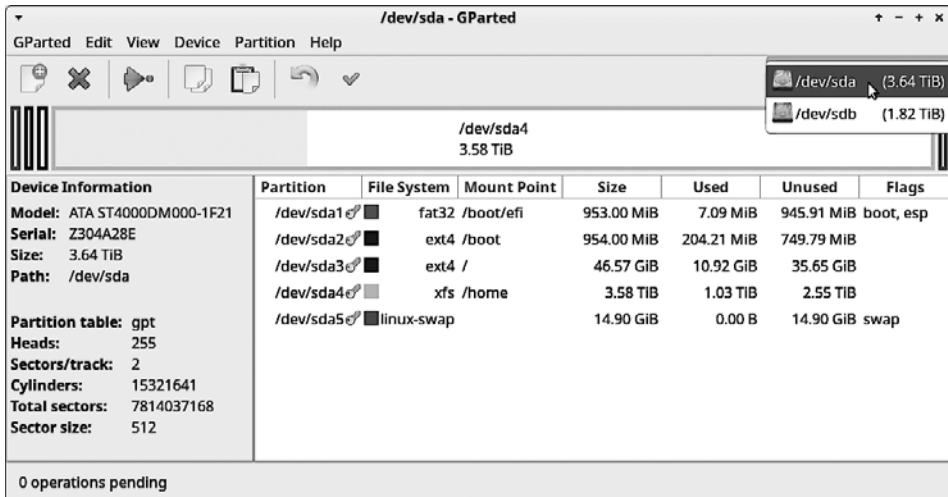 /dev/sda - GParted
GParted Edit View Device Partition Help
/dev/sda (3.64 TiB)
/dev/sdb (1.82 TiB)
/dev/sda4
3.58 TiB
Device Information
Model: ATA ST4000DM000-1F21
Serial: Z304A28E
Size: 3.64 TiB
Path: /dev/sda
Partition table: gpt
Heads: 255
Sectors/track: 2
Cylinders: 15321641
Total sectors: 7814037168
Sector size: 512
Partition File System Mount Point Size Used Unused Flags
/dev/sda1 fat32 /boot/efi 953.00 MiB 7.09 MiB 945.91 MiB boot, esp
/dev/sda2 ext4 /boot 954.00 MiB 204.21 MiB 749.79 MiB
/dev/sda3 ext4 / 46.57 GiB 10.92 GiB 35.65 GiB
/dev/sda4 xfs /home 3.58 TiB 1.03 TiB 2.55 TiB
/dev/sda5 linux-swap 14.90 GiB 0.00 B 14.90 GiB swap
0 operations pending